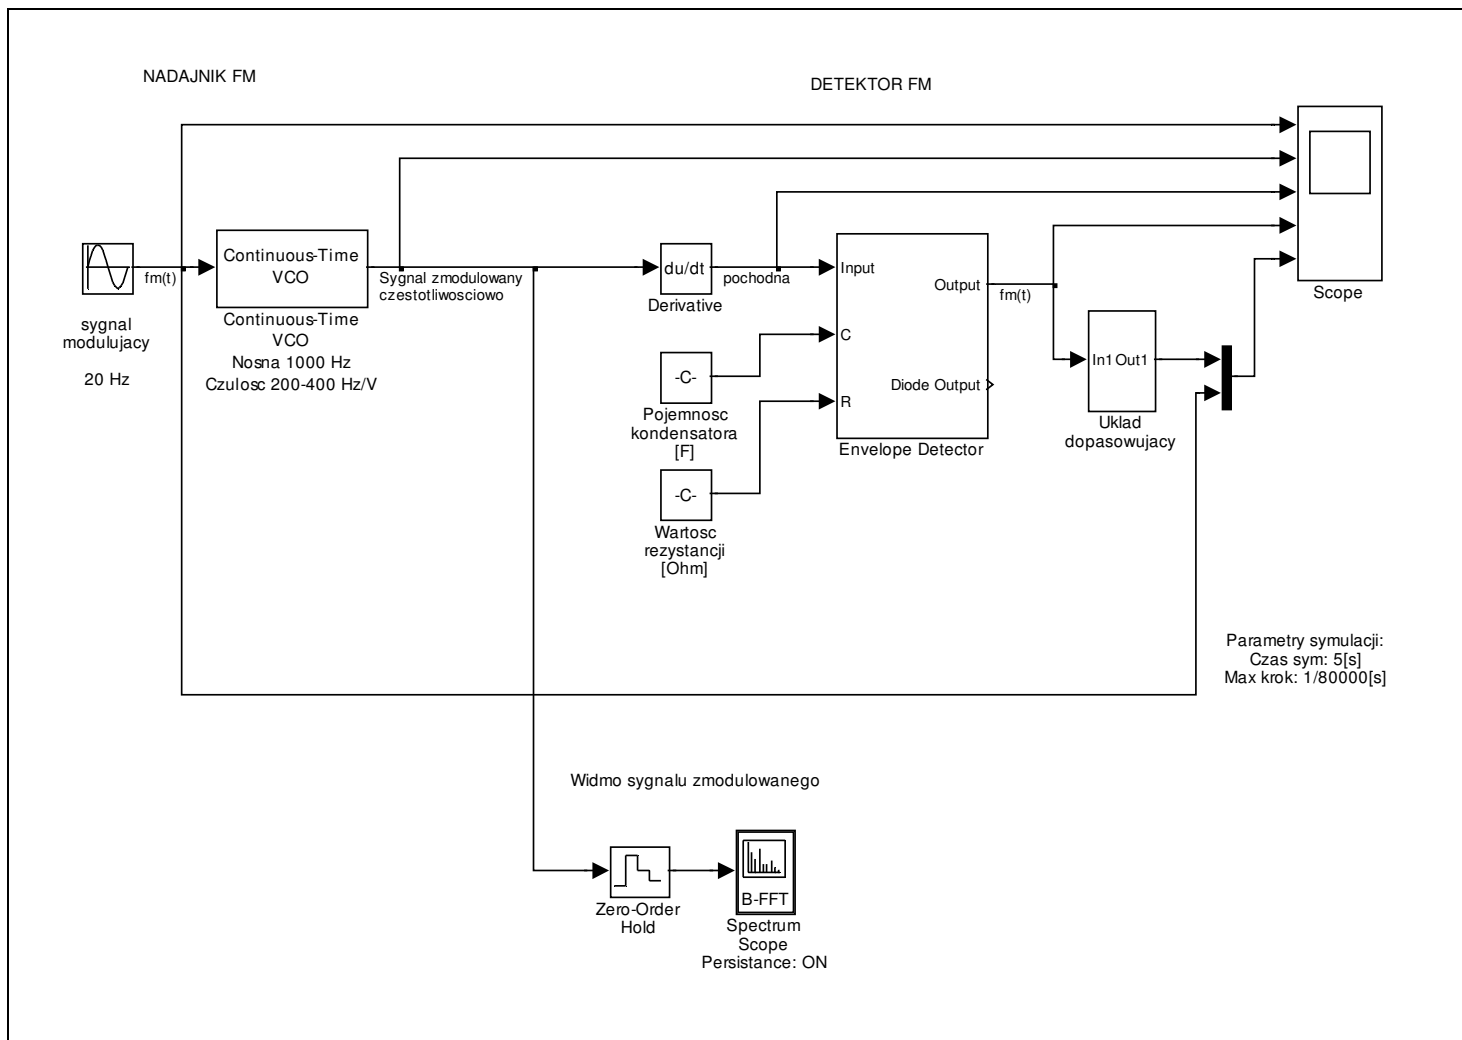 NADAJNIK FM
DETEKTOR FM
fm(t)
sygnal
modulujacy
20 Hz
Continuous-Time
VCO
Continuous-Time
VCO
Nosna 1000 Hz
Czulosc 200-400 Hz/V
Sygnal zmodulowany
czestotliwosciowo
du/dt
Derivative
pochodna
-C-
Pojemnosc
kondensatora
[F]
-C-
Wartosc
rezystancji
[Ohm]
Input
C
R
Output
Diode Output
Envelope Detector
fm(t)
In1 Out1
Uklad
dopasowujacy
Scope
Parametry symulacji:
Czas sym: 5[s]
Max krok: 1/80000[s]
Widmo sygnalu zmodulowanego
Zero-Order
Hold
B-FFT
Spectrum
Scope
Persistance: ON